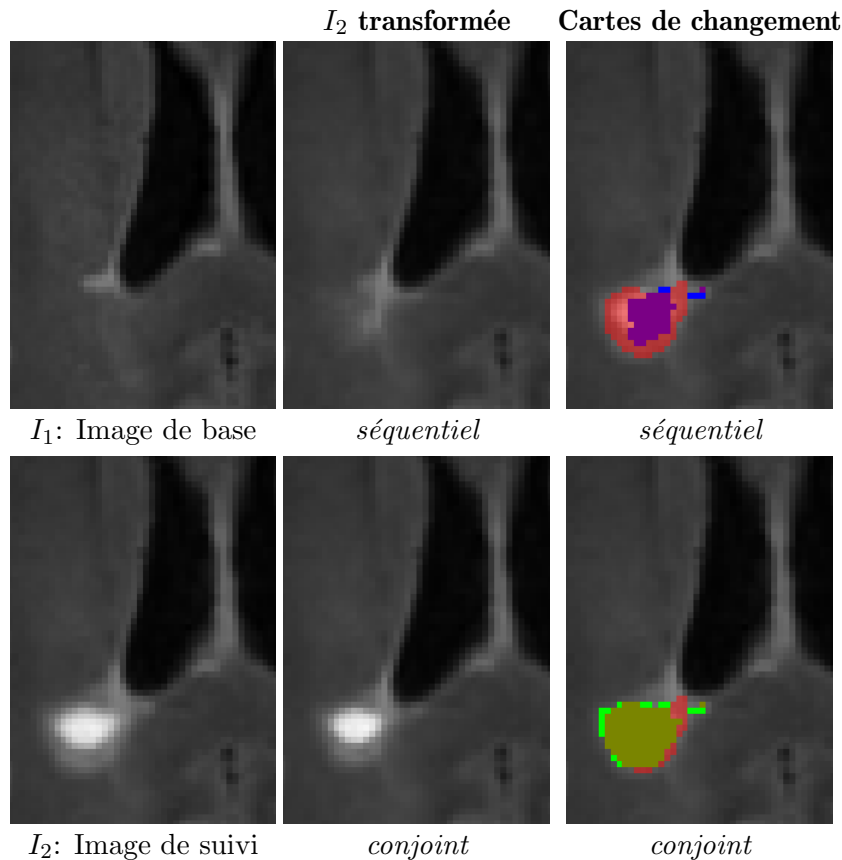 I₂ transformée Cartes de changement
I₁: Image de base séquentiel séquentiel
I₂: Image de suivi conjoint conjoint